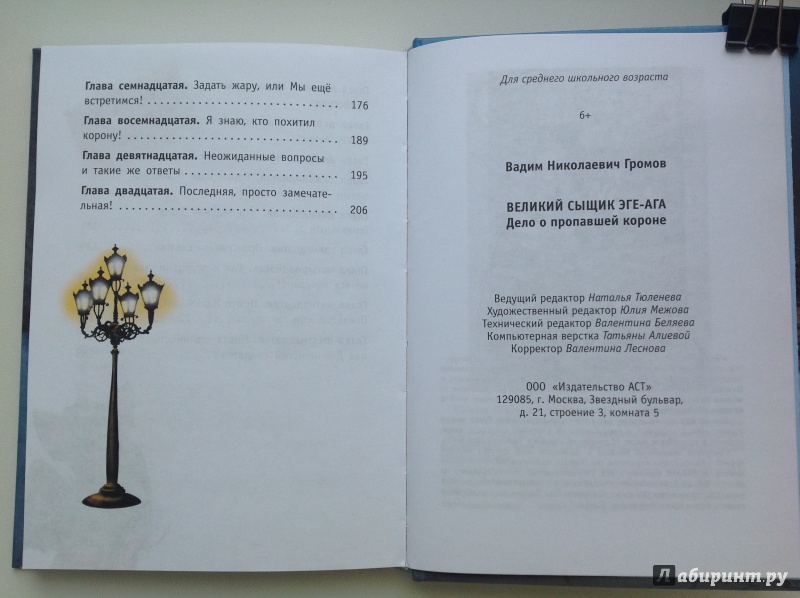 Глава семнадцатая. Задать жару, или Мы ещё
встретимся! .............................. 176
Глава восемнадцатая. Я знаю, кто похитил
корону! ................................. 189
Глава девятнадцатая. Неожиданные вопросы
и такие же ответы ........................ 195
Глава двадцатая. Последняя, просто замеча-
тельная! .................................. 206
Для среднего школьного возраста
6+
Вадим Николаевич Громов
ВЕЛИКИЙ СЫЩИК ЭГЕ-АГА
Дело о пропавшей короне
Ведущий редактор Наталья Тюленева
Художественный редактор Юлия Межова
Технический редактор Валентина Беляева
Компьютерная верстка Татьяны Алиевой
Корректор Валентина Леснова
ООО «Издательство АСТ»
129085, г. Москва, Звездный бульвар,
д. 21, строение 3, комната 5
Лабиринт.ру